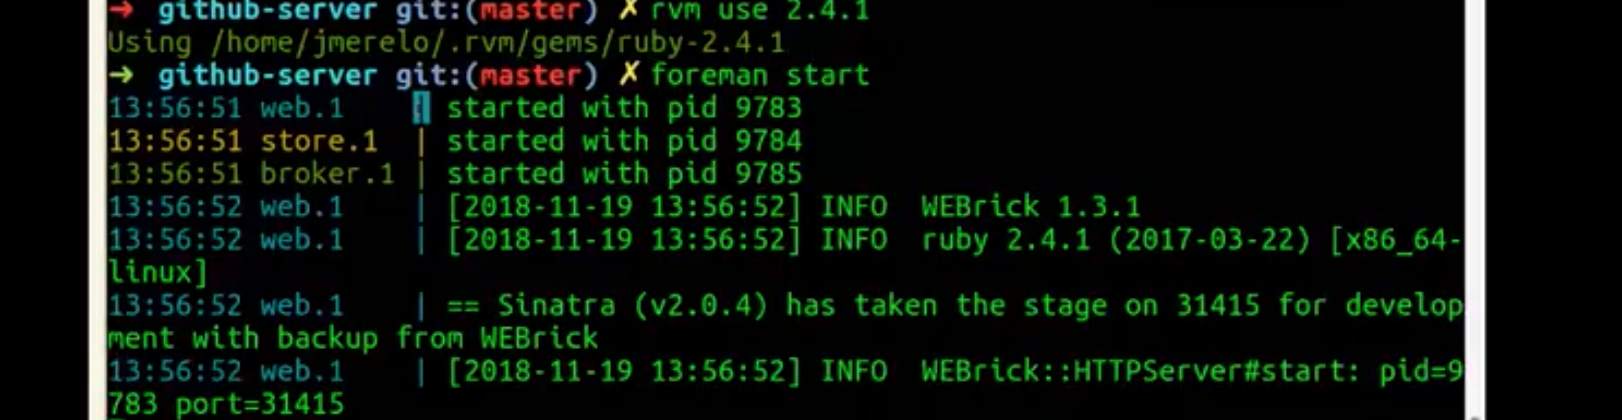 ➜ github-server git:(master) ✗ rvm use 2.4.1
Using /home/jmerelo/.rvm/gems/ruby-2.4.1
➜ github-server git:(master) ✗ foreman start
13:56:51 web.1    | started with pid 9783
13:56:51 store.1  | started with pid 9784
13:56:51 broker.1 | started with pid 9785
13:56:52 web.1    | [2018-11-19 13:56:52] INFO  WEBrick 1.3.1
13:56:52 web.1    | [2018-11-19 13:56:52] INFO  ruby 2.4.1 (2017-03-22) [x86_64-
linux]
13:56:52 web.1    | == Sinatra (v2.0.4) has taken the stage on 31415 for develop
ment with backup from WEBrick
13:56:52 web.1    | [2018-11-19 13:56:52] INFO  WEBrick::HTTPServer#start: pid=9
783 port=31415